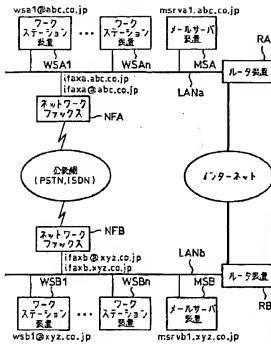 wsa1@abc.co.jp
msrva1.abc.co.jp
ワーク
ステーション
装置
...
ワーク
ステーション
装置
メールサーバ
装置
RA
WSA1
WSAn
MSA
ルータ装置
LANa
ifaxa.abc.co.jp
ifaxa@abc.co.jp
ネットワーク
ファックス
NFA
公衆網
(PSTN,ISDN)
インターネット
ネットワーク
ファックス
NFB
ifaxb@xyz.co.jp
ifaxb.xyz.co.jp
LANb
ルータ装置
WSB1
WSBn
MSB
RB
ワーク
ステーション
装置
...
ワーク
ステーション
装置
メールサーバ
装置
wsb1@xyz.co.jp
msrvb1.xyz.co.jp